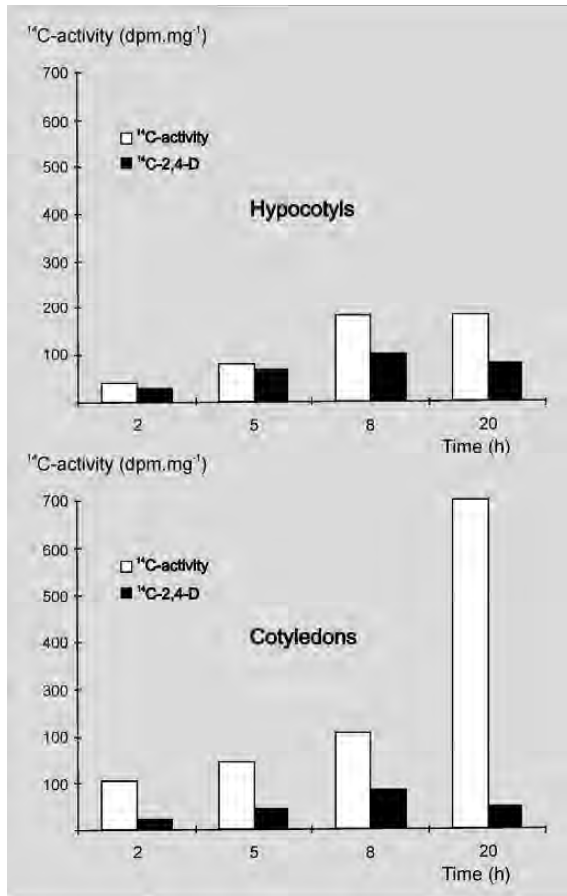 ¹⁴C-activity (dpm.mg⁻¹)
700
600
500
400
300
200
100
¹⁴C-activity
¹⁴C-2,4-D
Hypocotyls
2 5 8 20
Time (h)
¹⁴C-activity (dpm.mg⁻¹)
700
600
500
400
300
100
100
¹⁴C-activity
¹⁴C-2,4-D
Cotyledons
2 5 8 20
Time (h)